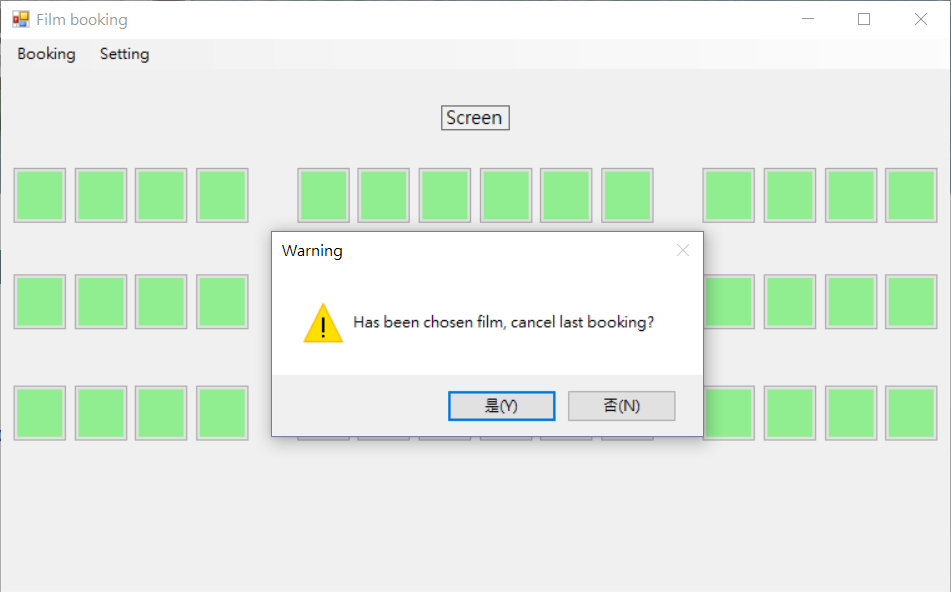 Film booking
Booking Setting
Screen
Warning
Has been chosen film, cancel last booking?
是(Y) 否(N)